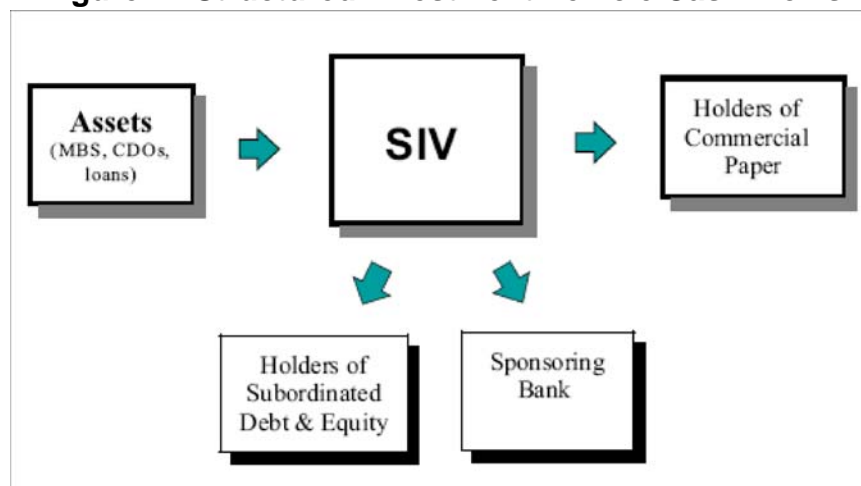 Assets
(MBS, CDOs,
loans)
SIV
Holders of
Commercial
Paper
Holders of
Subordinated
Debt & Equity
Sponsoring
Bank